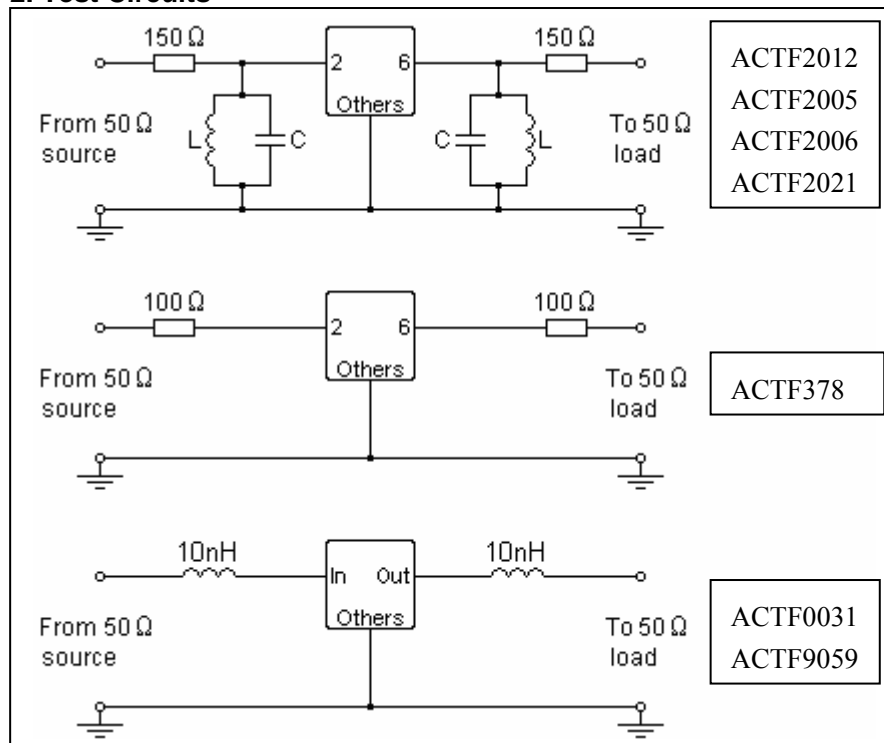 2. Test Circuits
150 Ω
150 Ω
2
6
Others
From 50 Ω
source
L
C
C
L
To 50 Ω
load
ACTF2012
ACTF2005
ACTF2006
ACTF2021
100 Ω
100 Ω
2
6
Others
From 50 Ω
source
To 50 Ω
load
ACTF378
10nH
10nH
In
Out
Others
From 50 Ω
source
To 50 Ω
load
ACTF0031
ACTF9059